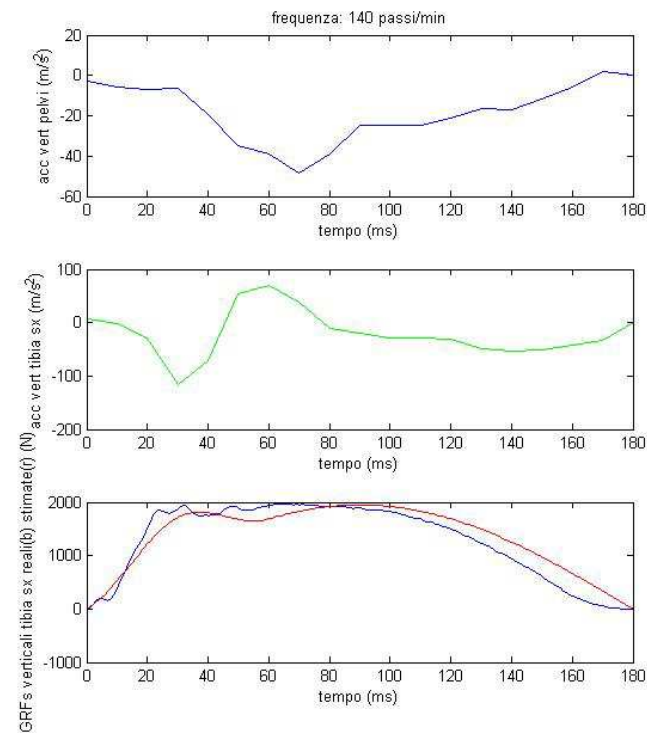 frequenza: 140 passi/min
20
0
-20
-40
-60
acc vert pelvi (m/s²)
0 20 40 60 80 100 120 140 160 180
tempo (ms)
100
0
-100
-200
acc vert tibia sx (m/s²)
0 20 40 60 80 100 120 140 160 180
tempo (ms)
2000
1000
0
-1000
GRFs verticali tibia sx reali(b) stimate(r) (N)
0 20 40 60 80 100 120 140 160 180
tempo (ms)